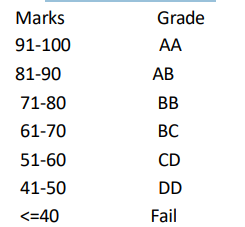 Marks Grade
91-100 AA
81-90 AB
71-80 BB
61-70 BC
51-60 CD
41-50 DD
<=40 Fail